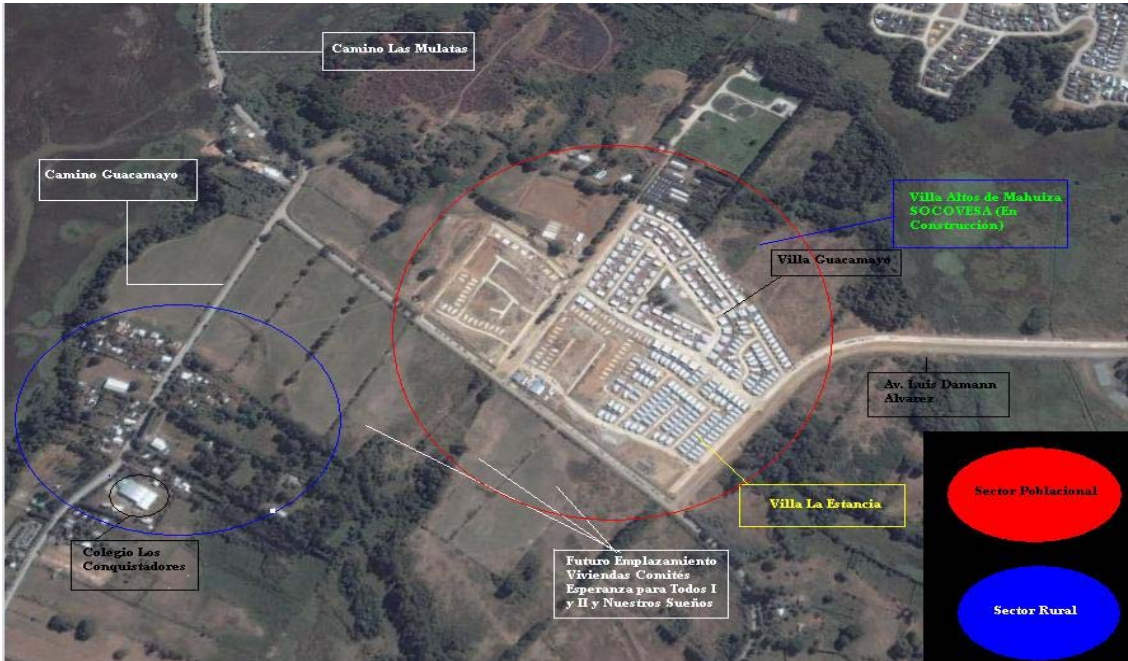 Camino Las Mulatas
Camino Guacamayo
Villa Altos de Mahuiza
SOCOVESA (En
Construcción)
Villa Guacamayo
Av. Luis Damann
Alvarez
Sector Poblacional
Villa La Estancia
Colegio Los
Conquistadores
Futuro Emplazamiento
Viviendas Comités
Esperanza para Todos I
y II y Nuestros Sueños
Sector Rural